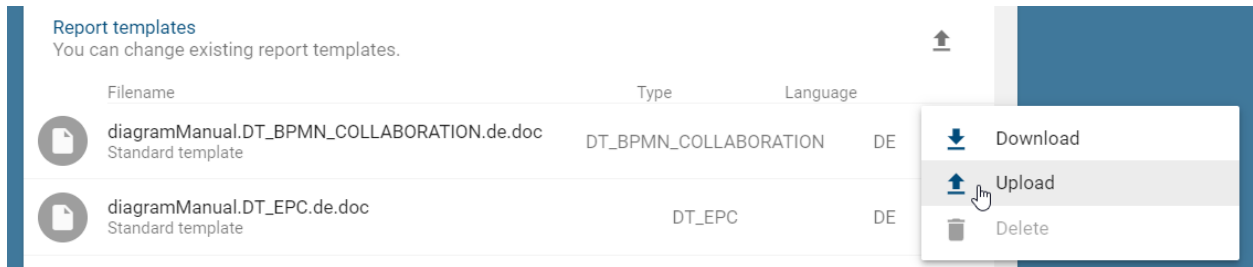 Report templates
You can change existing report templates.
Filename Type Language
diagramManual.DT_BPMN_COLLABORATION.de.doc DT_BPMN_COLLABORATION DE
Standard template
Download
Upload
diagramManual.DT_EPC.de.doc DT_EPC DE
Standard template
Delete